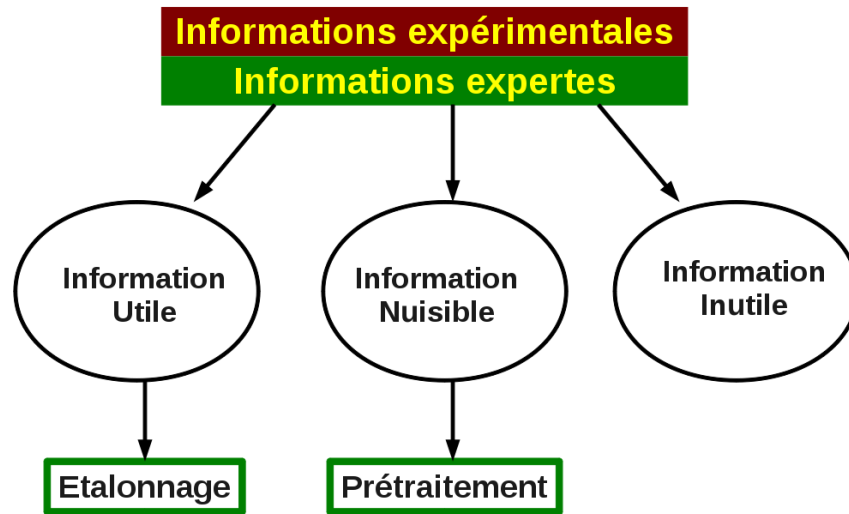 Informations expérimentales
Informations expertes
Information
Utile
Information
Nuisible
Information
Inutile
Etalonnage
Prétraitement